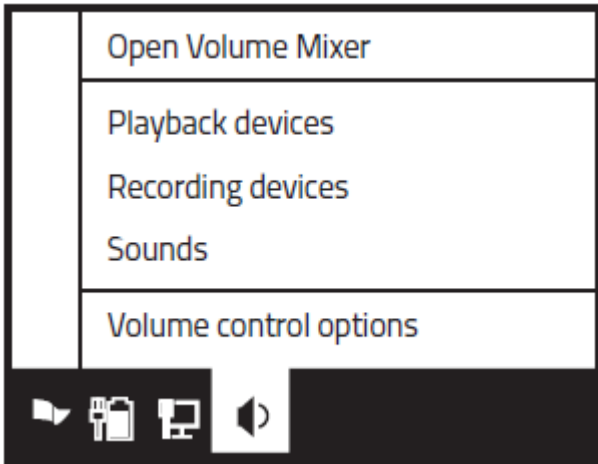 Open Volume Mixer
Playback devices
Recording devices
Sounds
Volume control options